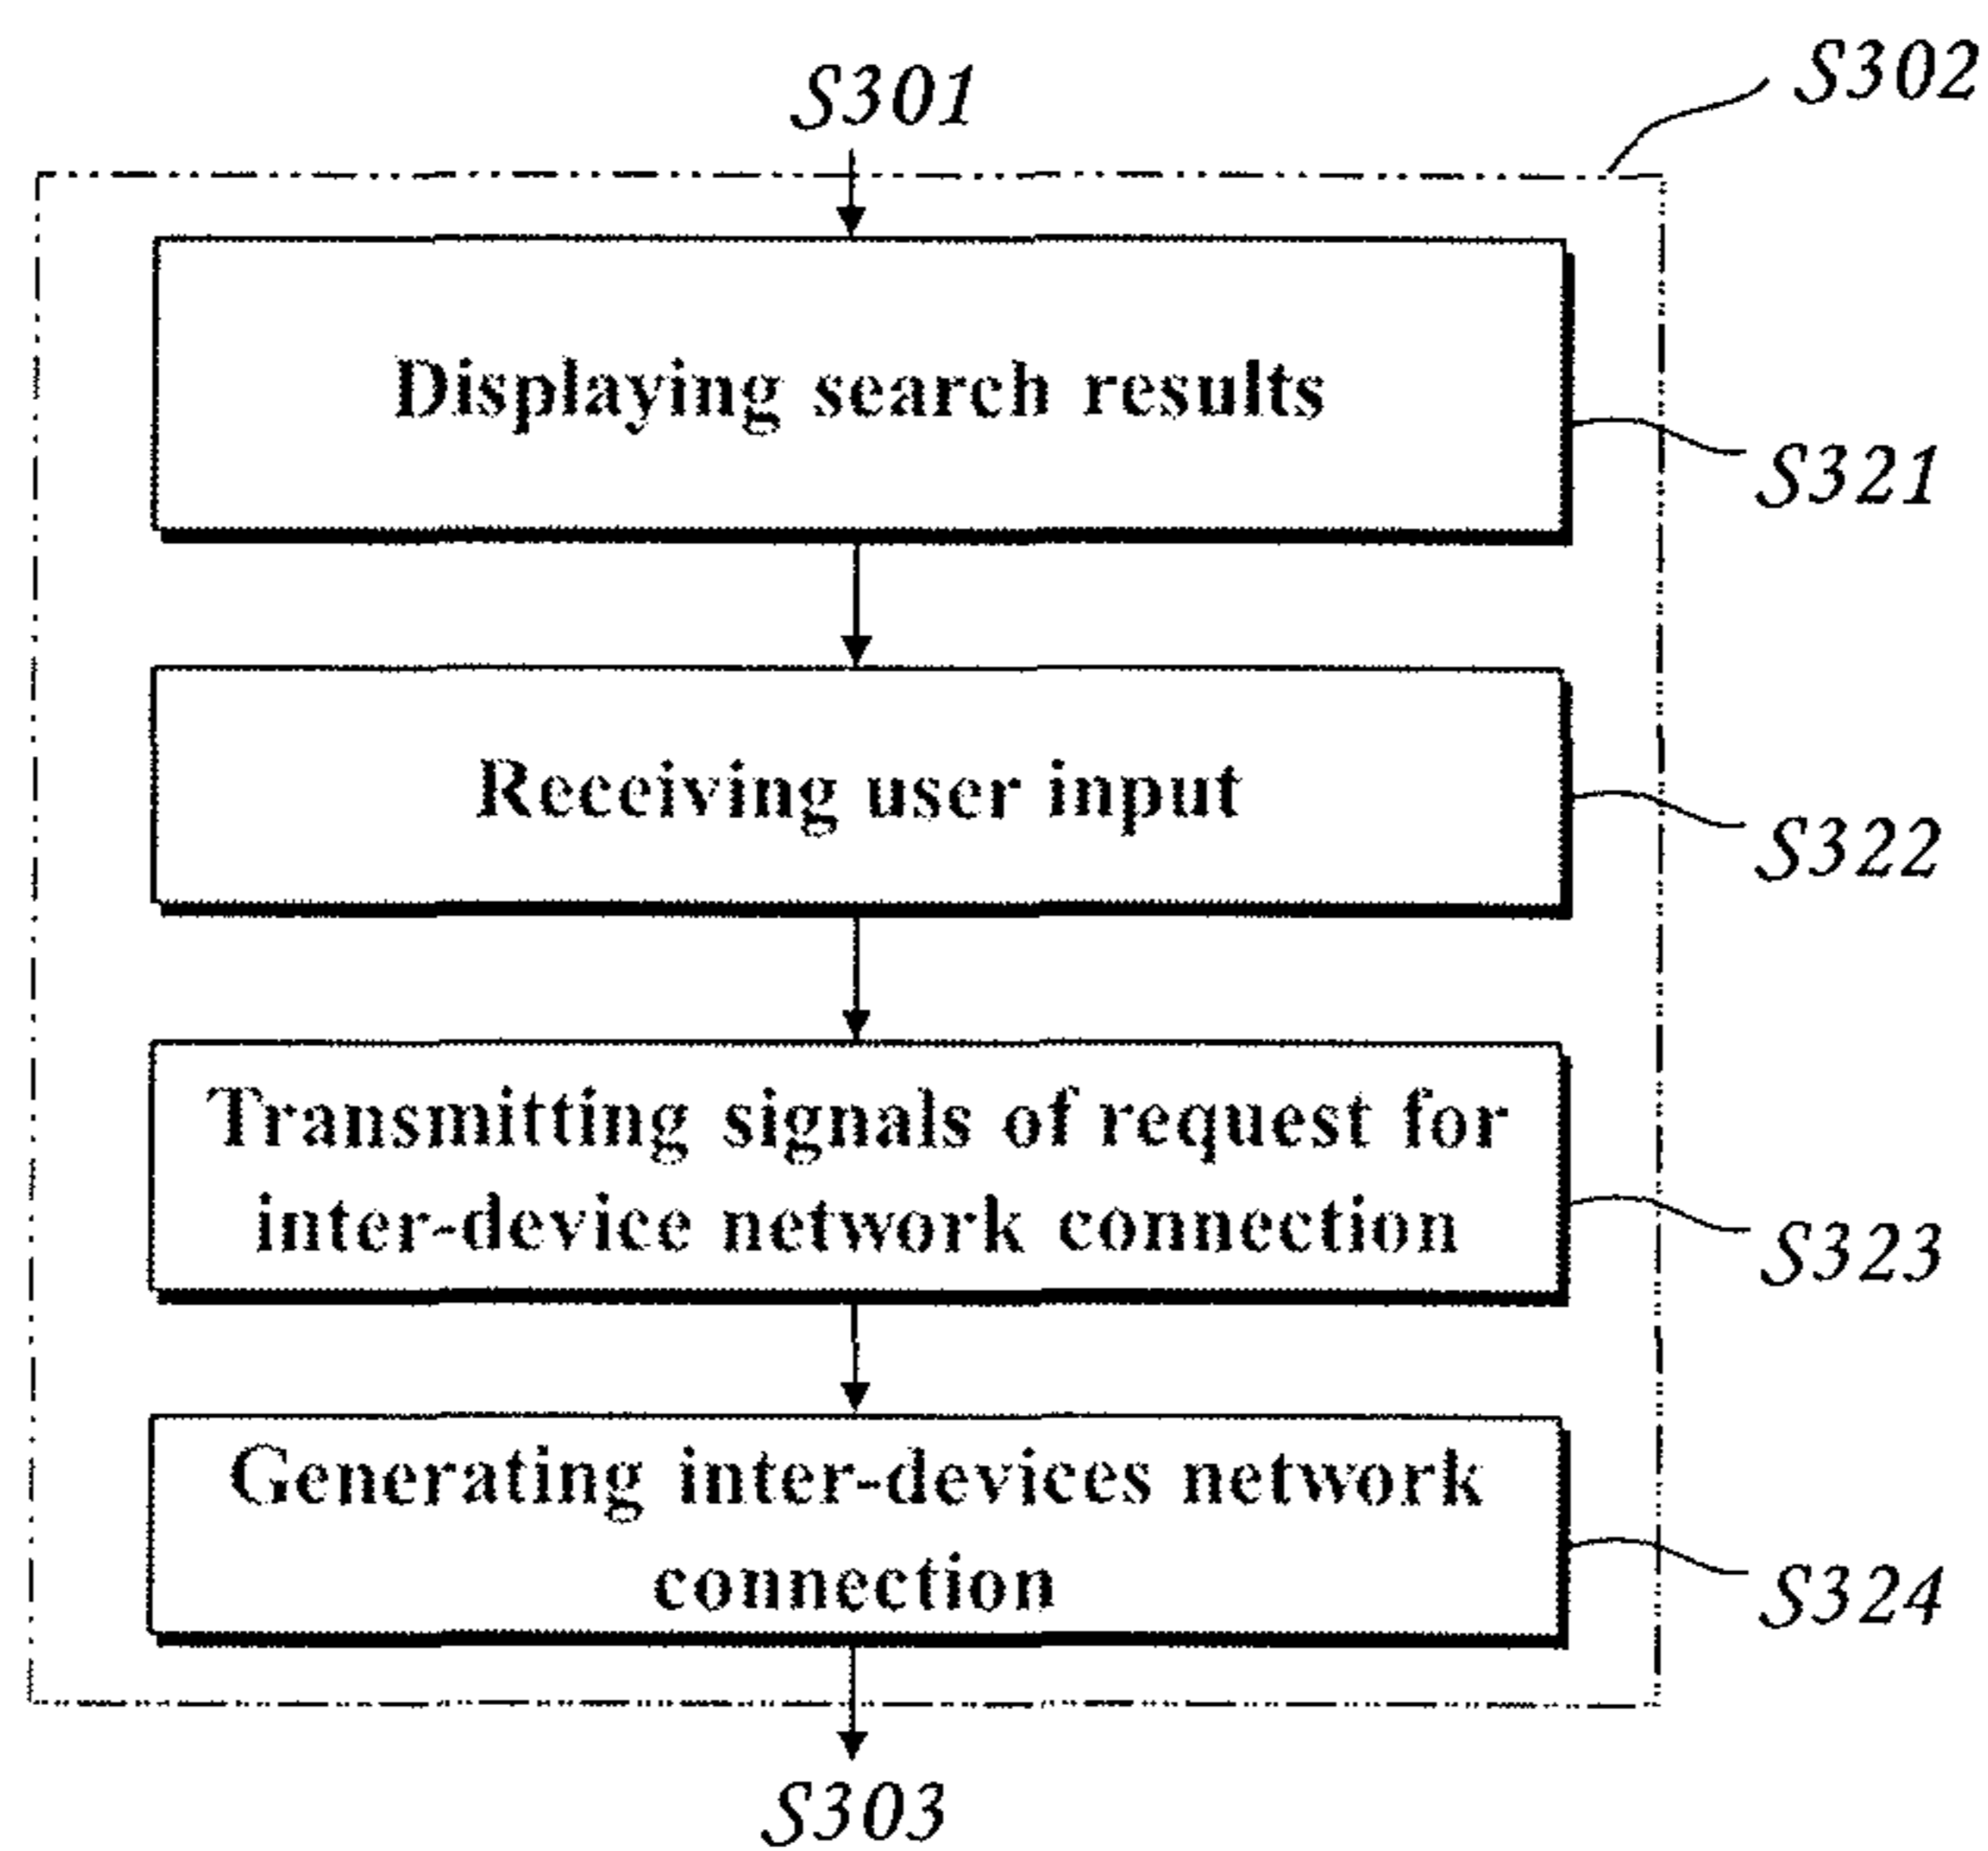 S302
S301
Displaying search results
S321
Receiving user input
S322
Transmitting signals of request for
inter-device network connection
S323
Generating inter-devices network
connection
S324
S303